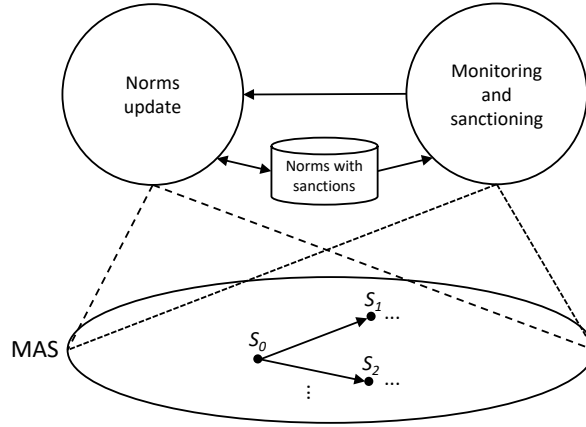 Norms
update
Monitoring
and
sanctioning
Norms with
sanctions
MAS
S1 ...
S0
S2 ...
⋮